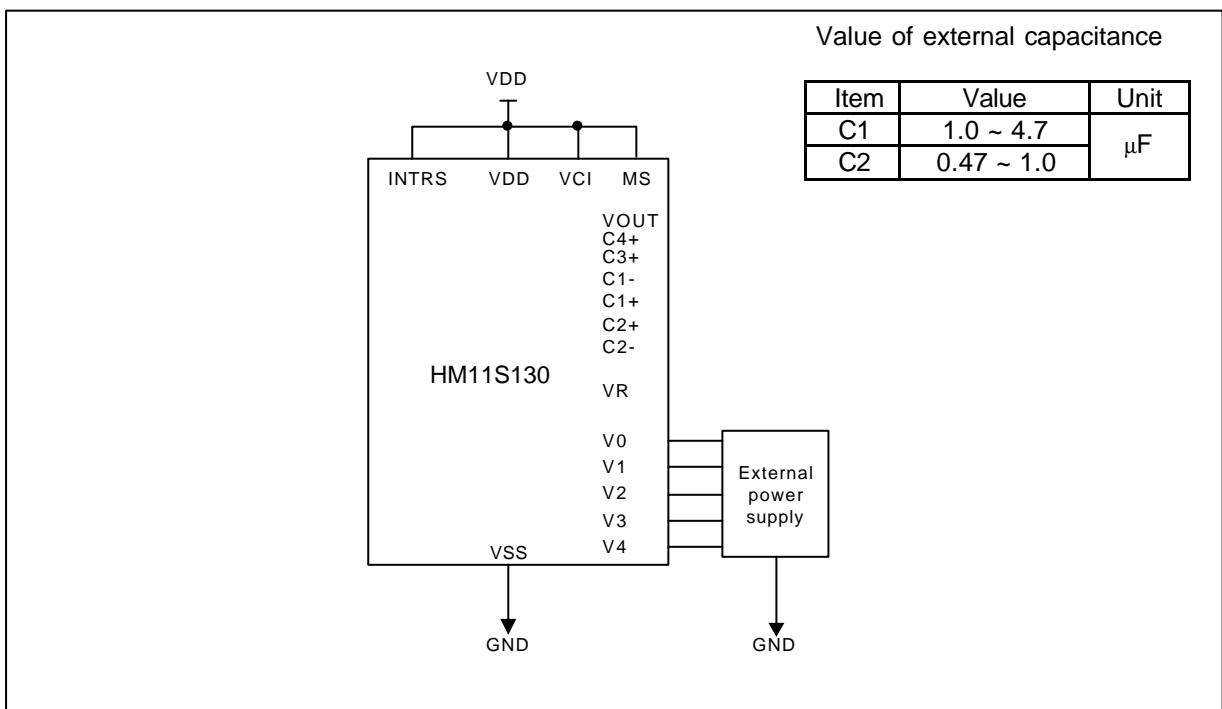 Value of external capacitance
Item Value Unit
C1 1.0 ~ 4.7 μF
C2 0.47 ~ 1.0
VDD
INTRS VDD VCI MS
VOUT
C4+
C3+
C1-
C1+
C2+
C2-
HM11S130
VR
V0
V1
V2
V3
V4
External
power
supply
VSS
GND
GND